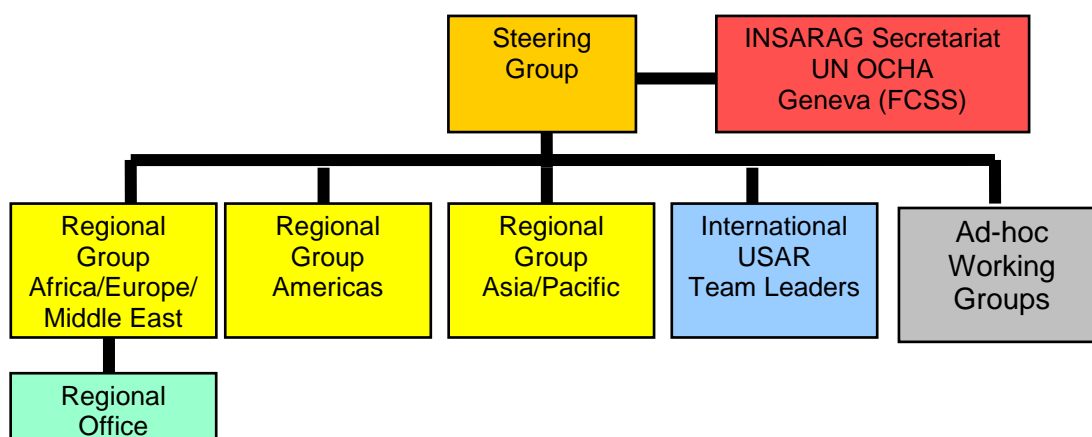 Steering
Group
INSARAG Secretariat
UN OCHA
Geneva (FCSS)
Regional
Group
Africa/Europe/
Middle East
Regional
Group
Americas
Regional
Group
Asia/Pacific
International
USAR
Team Leaders
Ad-hoc
Working
Groups
Regional
Office